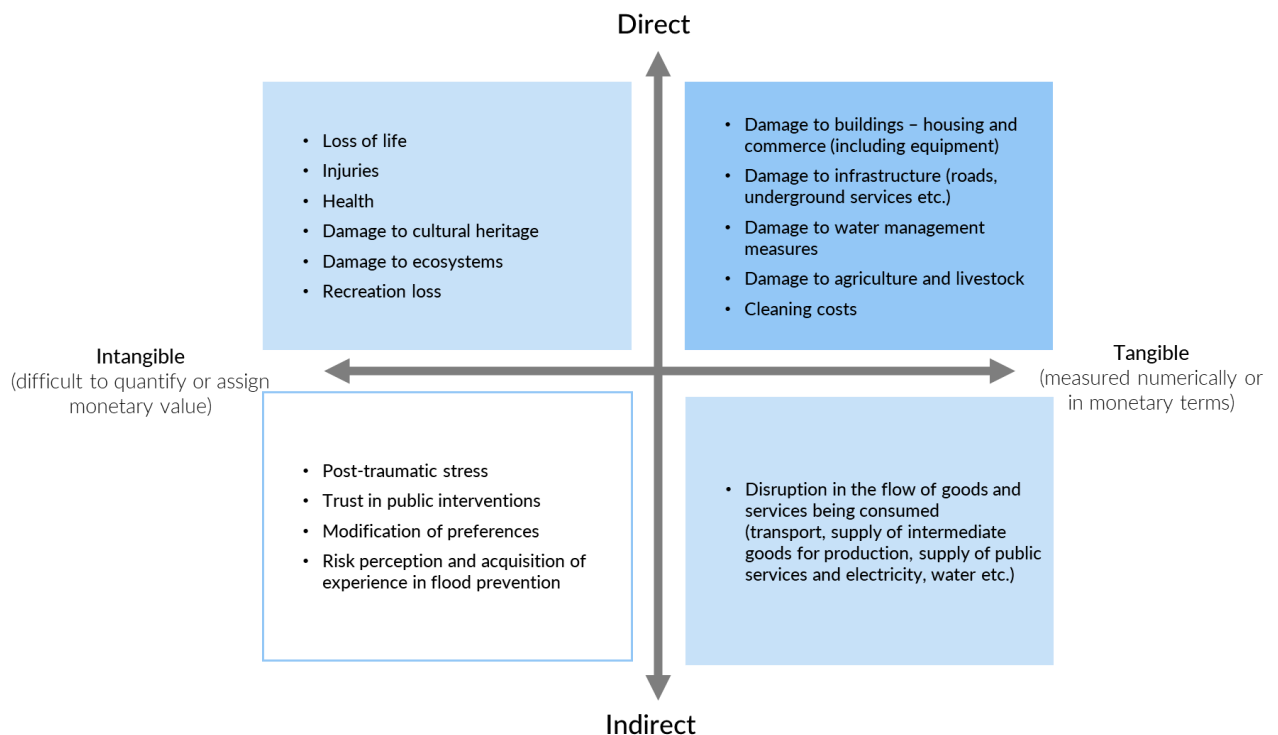 Direct
• Loss of life
• Injuries
• Health
• Damage to cultural heritage
• Damage to ecosystems
• Recreation loss
• Damage to buildings – housing and
commerce (including equipment)
• Damage to infrastructure (roads,
underground services etc.)
• Damage to water management
measures
• Damage to agriculture and livestock
• Cleaning costs
Intangible
(difficult to quantify or assign
monetary value)
Tangible
(measured numerically or
in monetary terms)
• Post-traumatic stress
• Trust in public interventions
• Modification of preferences
• Risk perception and acquisition of
experience in flood prevention
• Disruption in the flow of goods and
services being consumed
(transport, supply of intermediate
goods for production, supply of public
services and electricity, water etc.)
Indirect